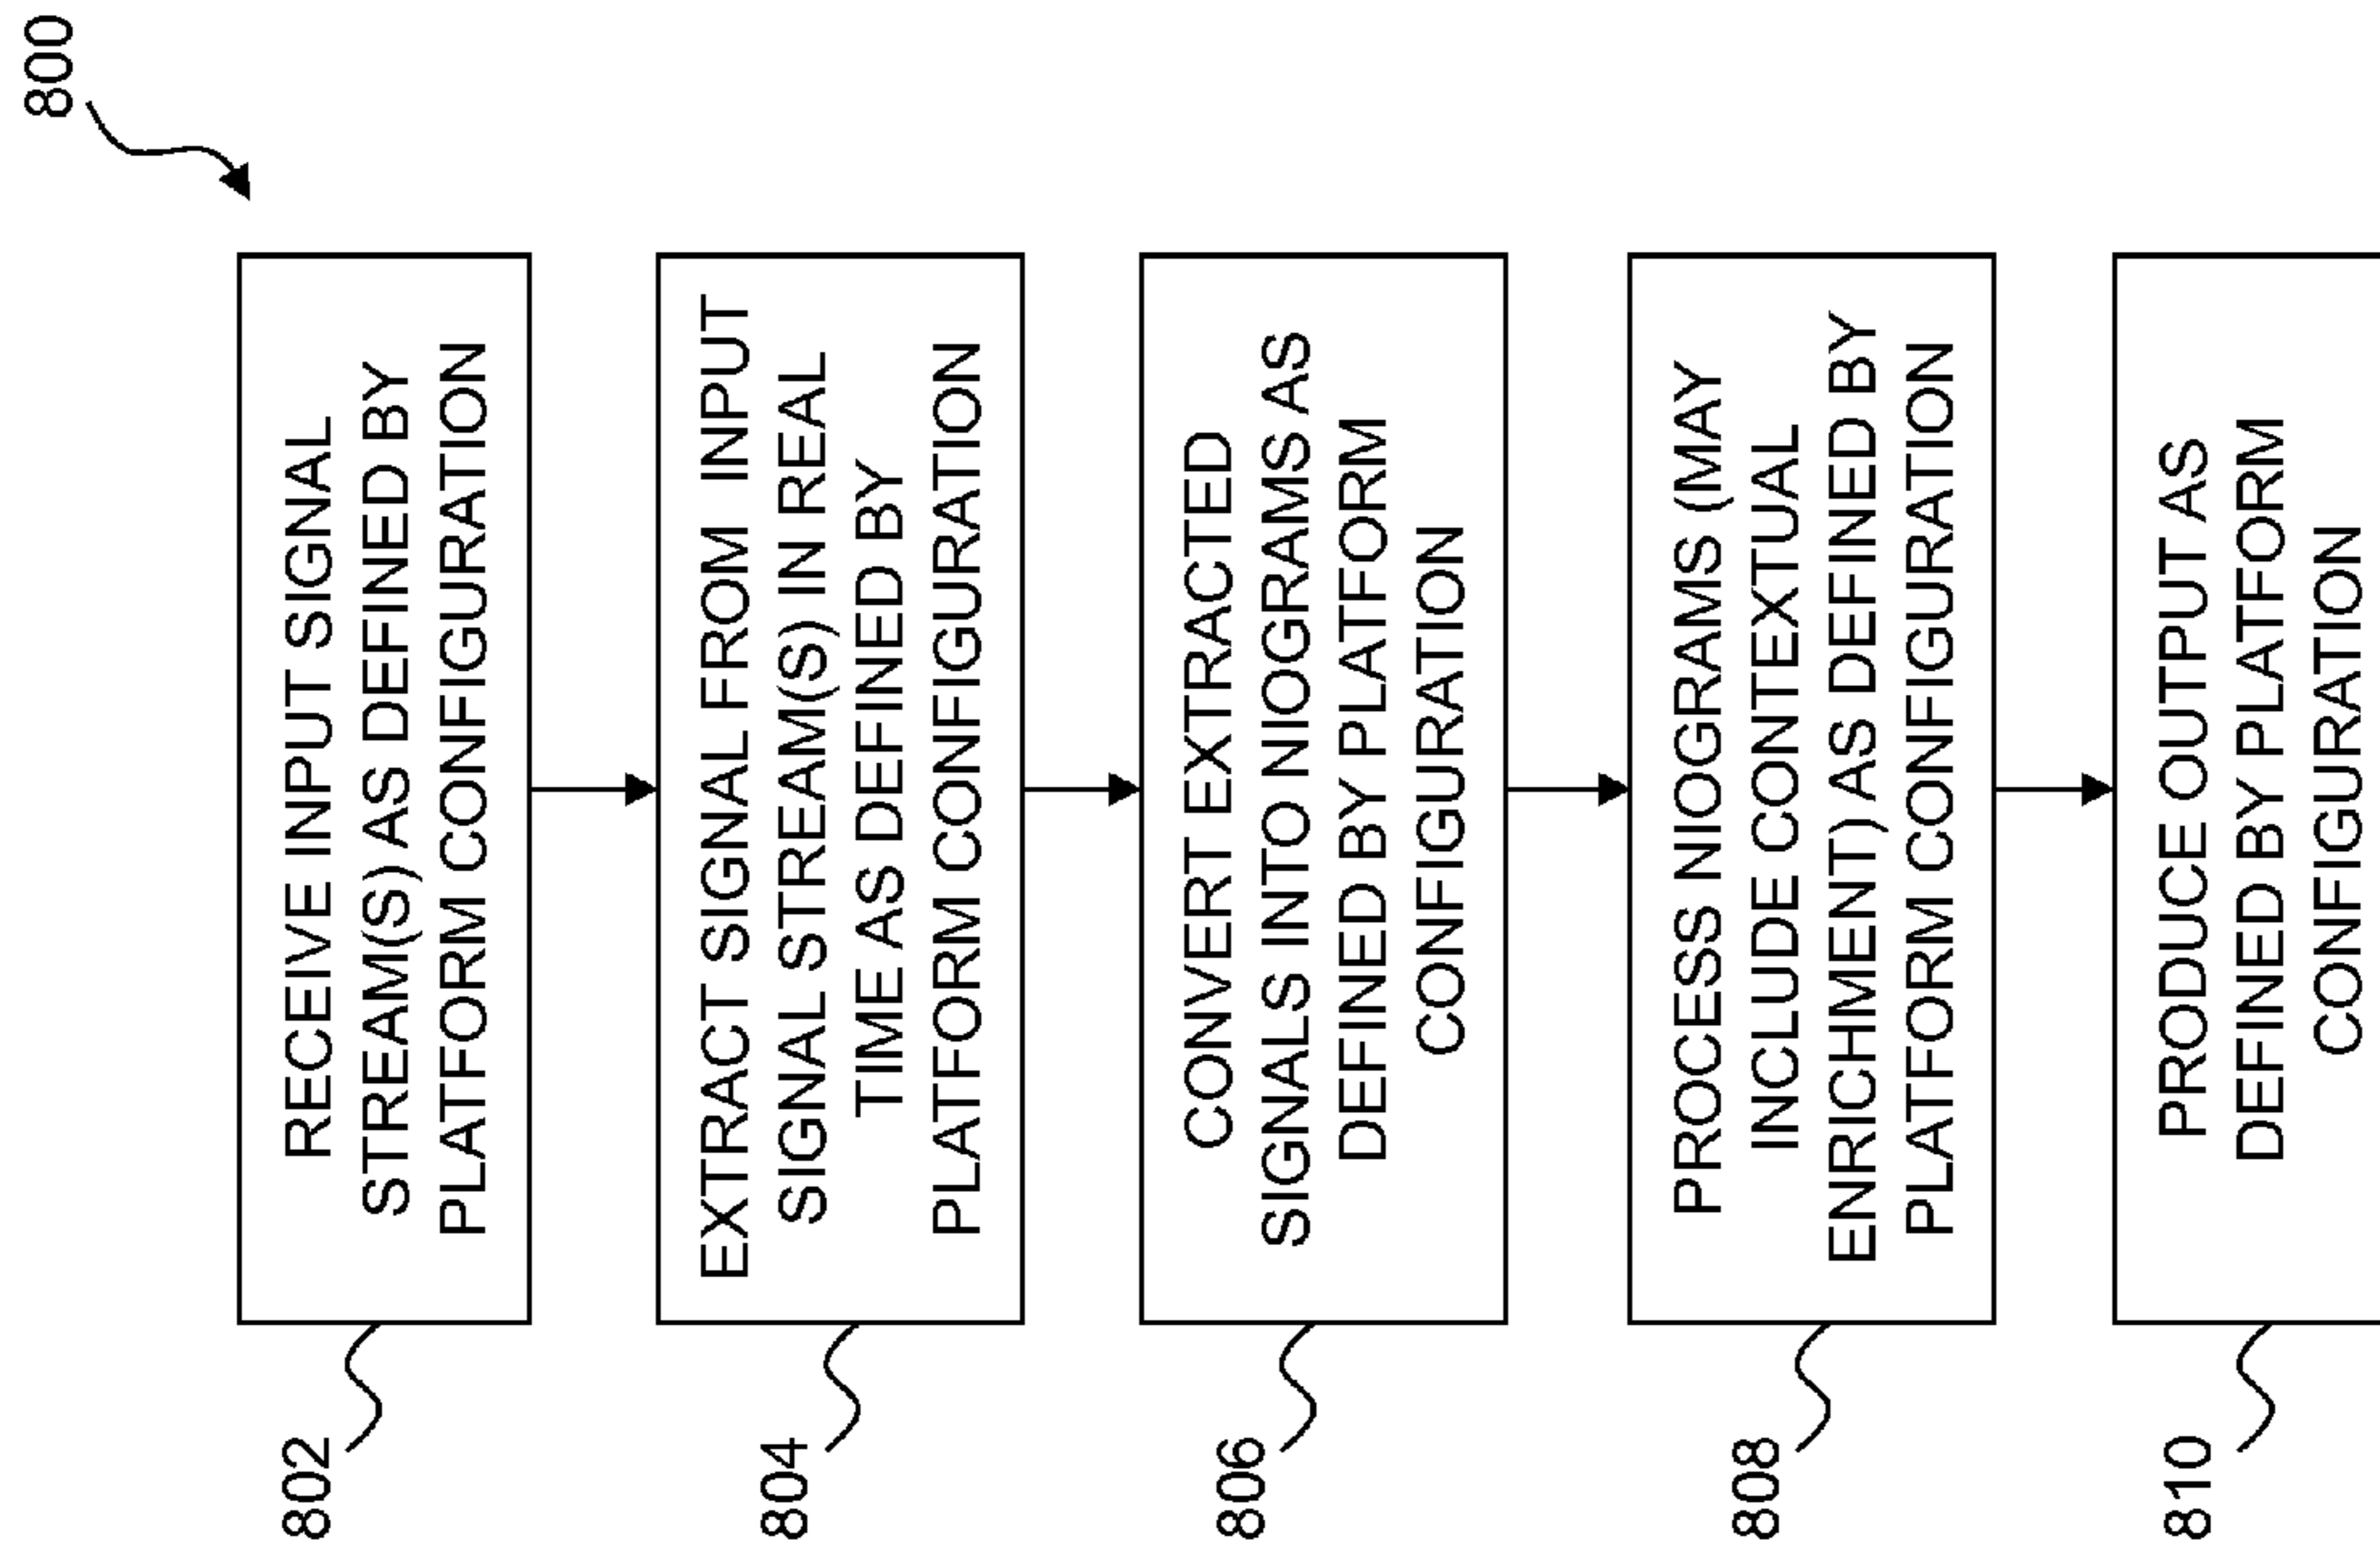 800
802
RECEIVE INPUT SIGNAL
STREAM(S) AS DEFINED BY
PLATFORM CONFIGURATION
804
EXTRACT SIGNAL FROM INPUT
SIGNAL STREAM(S) IN REAL
TIME AS DEFINED BY
PLATFORM CONFIGURATION
806
CONVERT EXTRACTED
SIGNALS INTO NIOGRAMS AS
DEFINED BY PLATFORM
CONFIGURATION
808
PROCESS NIOGRAMS (MAY
INCLUDE CONTEXTUAL
ENRICHMENT) AS DEFINED BY
PLATFORM CONFIGURATION
810
PRODUCE OUTPUT AS
DEFINED BY PLATFORM
CONFIGURATION